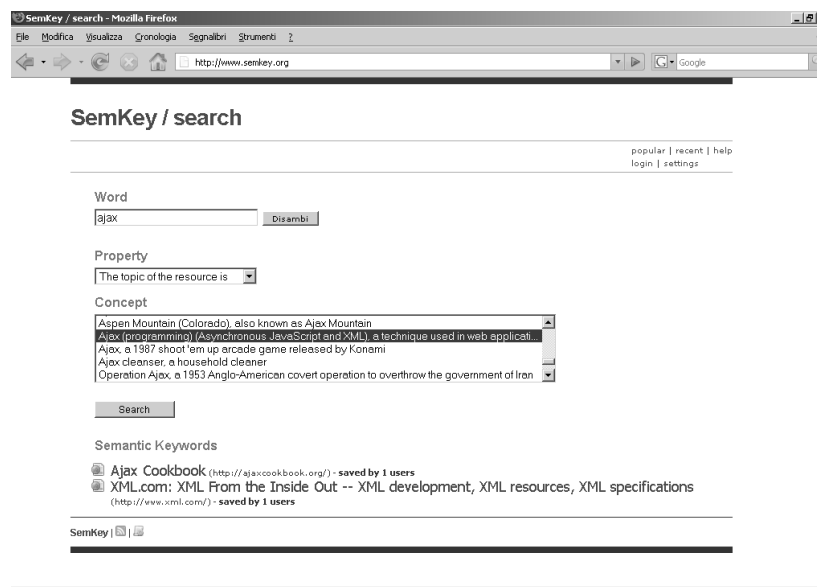 SemKey / search - Mozilla Firefox
File Modifica Visualizza Cronologia Segnalibri Strumenti ?
http://www.semkey.org
G Google
SemKey / search
popular | recent | help
login | settings
Word
ajax Disambi
Property
The topic of the resource is
Concept
Aspen Mountain (Colorado), also known as Ajax Mountain
Ajax (programming) (Asynchronous JavaScript and XML), a technique used in web applicati...
Ajax, a 1987 shoot 'em up arcade game released by Konami
Ajax cleanser, a household cleaner
Operation Ajax, a 1953 Anglo-American covert operation to overthrow the government of Iran
Search
Semantic Keywords
Ajax Cookbook (http://ajaxcookbook.org/) - saved by 1 users
XML.com: XML From the Inside Out -- XML development, XML resources, XML specifications
(http://www.xml.com/) - saved by 1 users
SemKey | |